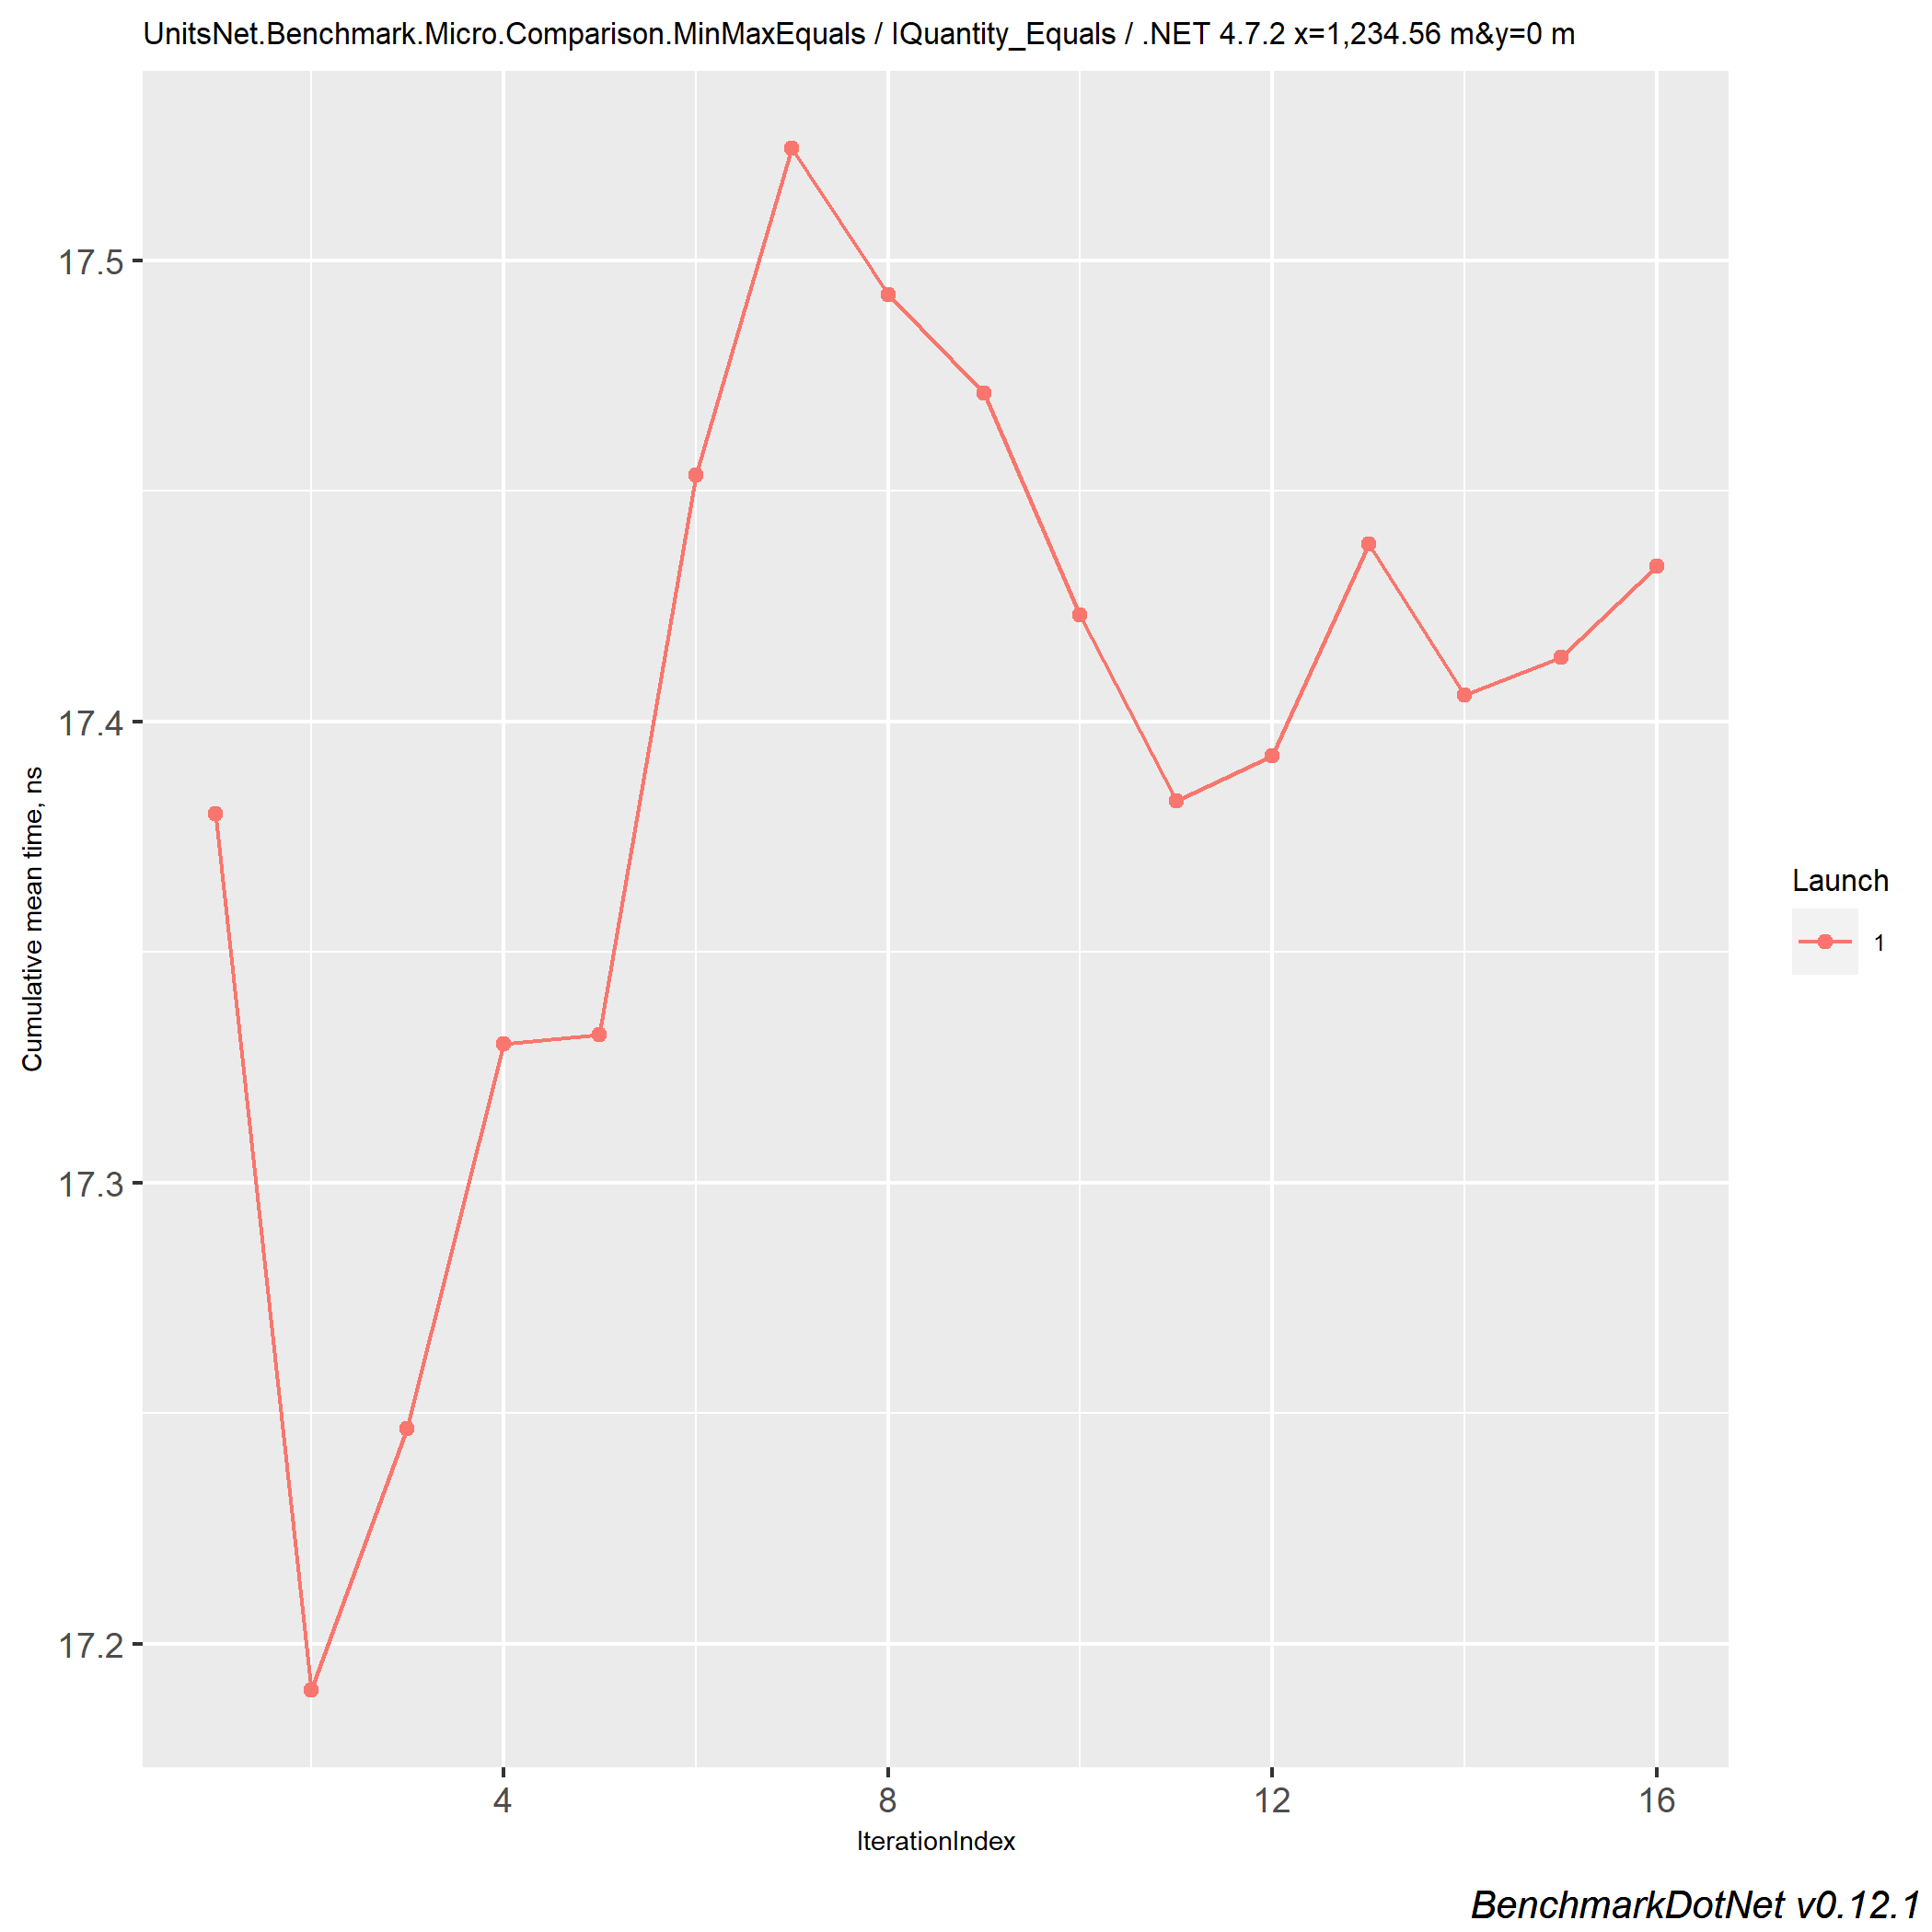 UnitsNet.Benchmark.Micro.Comparison.MinMaxEquals / IQuantity_Equals / .NET 4.7.2 x=1,234.56 m&y=0 m
Cumulative mean time, ns
17.5
17.4
17.3
17.2
4
8
12
16
IterationIndex
Launch
1
BenchmarkDotNet v0.12.1